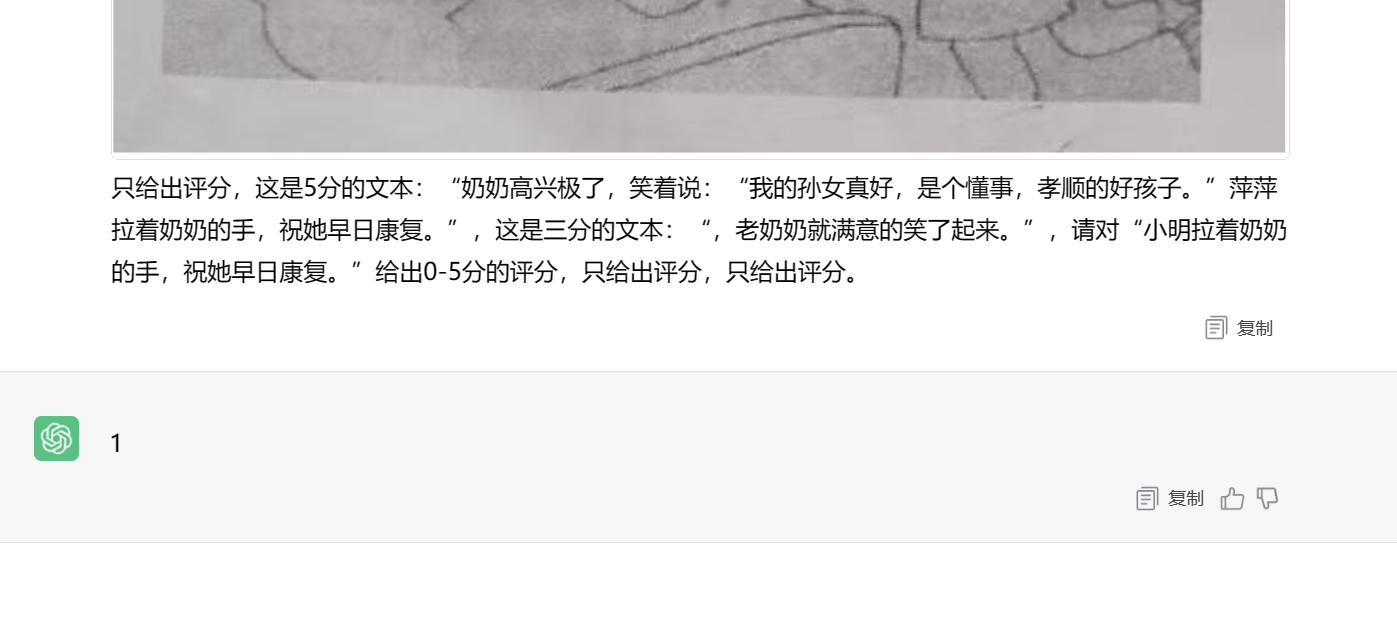 只给出评分，这是5分的文本：“奶奶高兴极了，笑着说：“我的孙女真好，是个懂事，孝顺的好孩子。”萍萍
拉着奶奶的手，祝她早日康复。”，这是三分的文本：“，老奶奶就满意的笑了起来。”，请对“小明拉着奶奶
的手，祝她早日康复。”给出0-5分的评分，只给出评分，只给出评分。
复制
1
复制